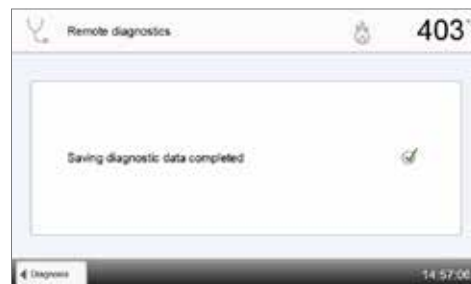 Remote diagnostics
403°
Saving diagnostic data completed
Diagnosis
14:57:06